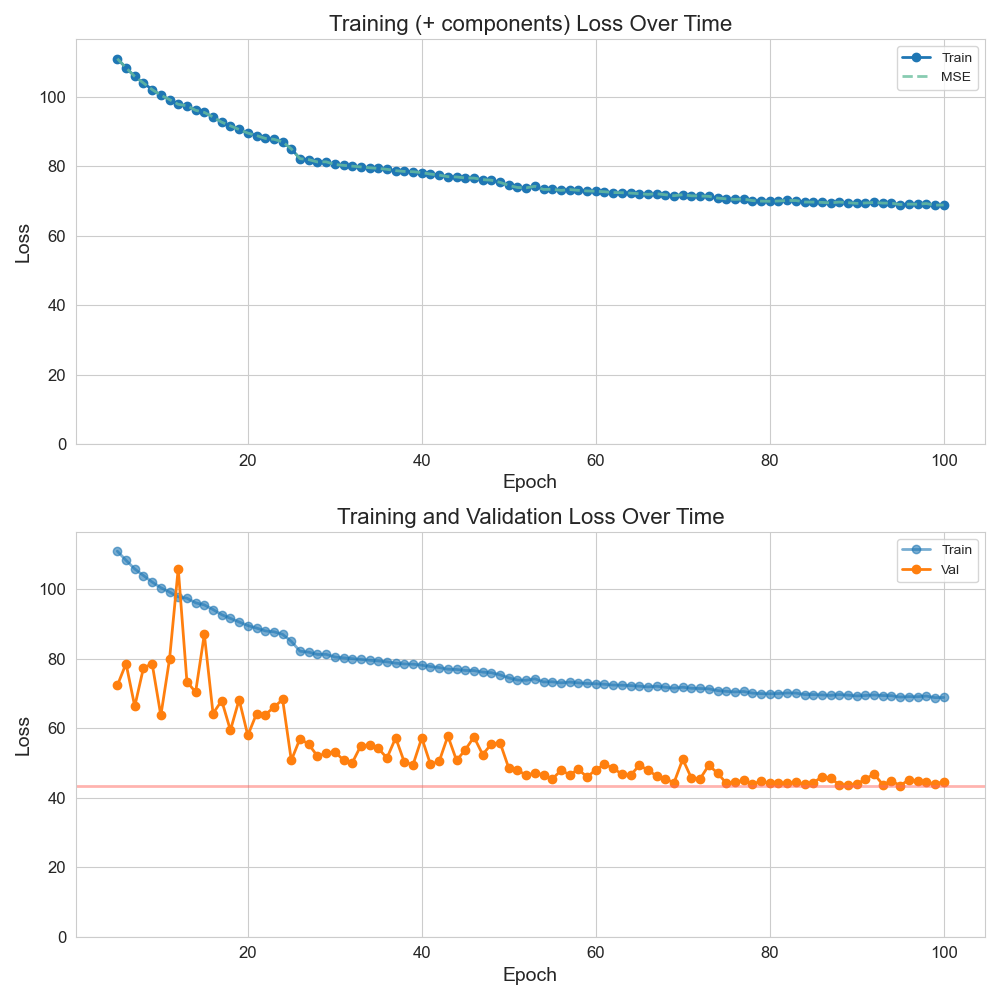 Training (+ components) Loss Over Time
Train
MSE
100
80
60
40
20
0
Loss
20 40 60 80 100
Epoch
Training and Validation Loss Over Time
Train
Val
100
80
60
40
20
0
Loss
20 40 60 80 100
Epoch